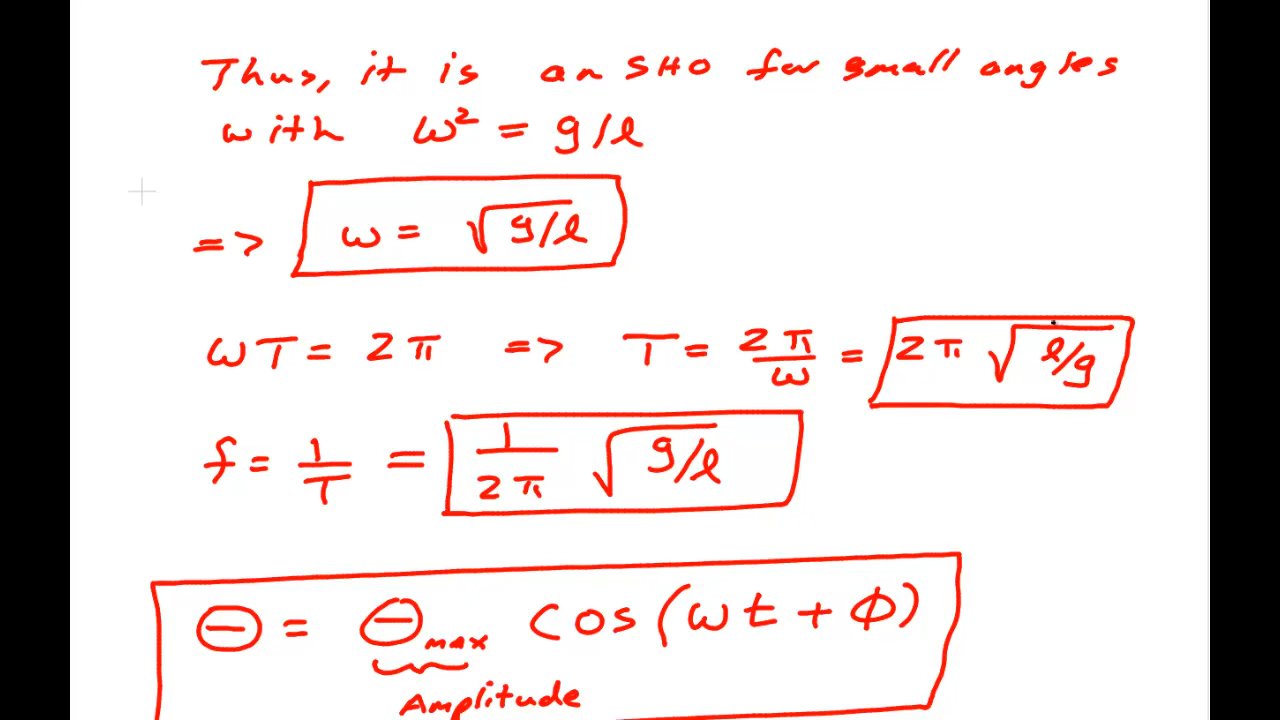 Thus, it is an SHO for small angles
with ω² = g/l
=> ω = √g/l
ωT = 2π => T = 2π/ω = 2π √l/g
f = 1/T = 1/2π √g/l
Θ = Θmax cos(ωt + φ)
Amplitude